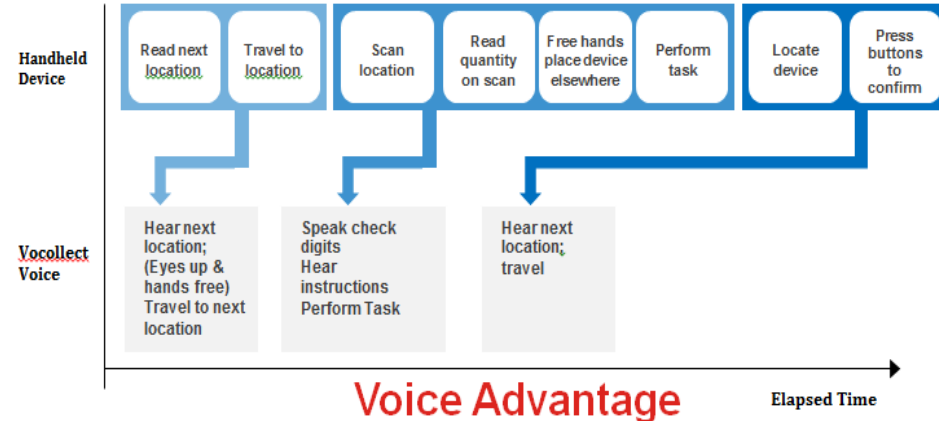 Handheld
Device
Read next
location
Travel to
location
Scan
location
Read
quantity
on scan
Free hands
place device
elsewhere
Perform
task
Locate
device
Press
buttons
to
confirm
Vocollect
Voice
Hear next
location;
(Eyes up &
hands free)
Travel to next
location
Speak check
digits
Hear
instructions
Perform Task
Hear next
location;
travel
Voice Advantage
Elapsed Time